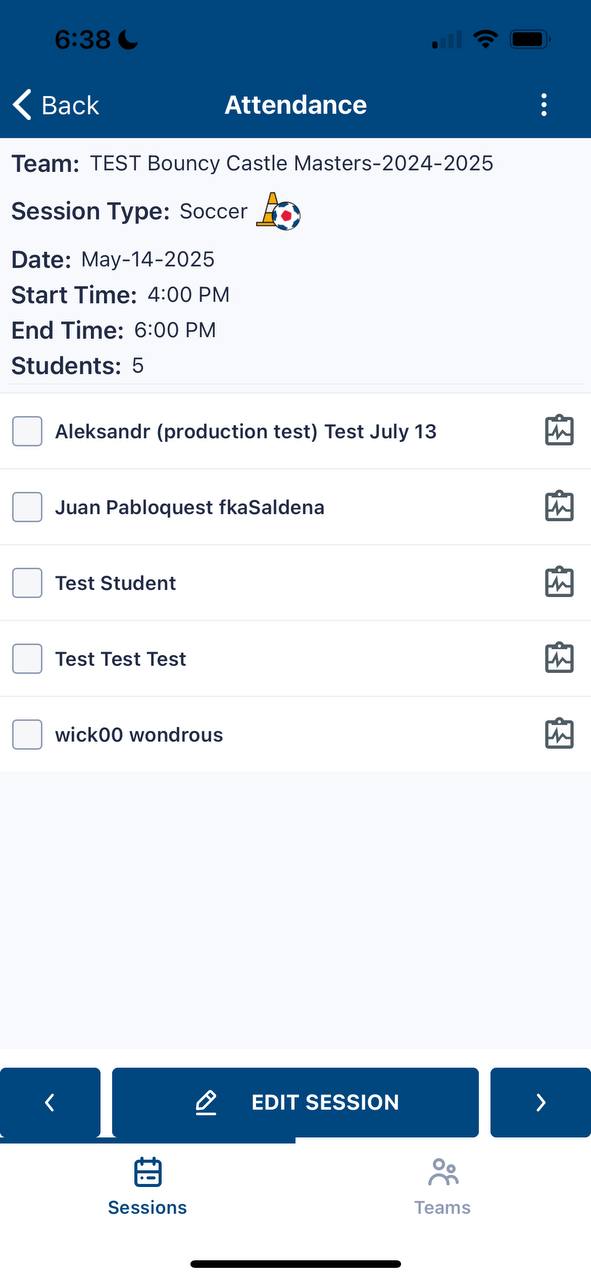 6:38
Back
Attendance
Team: TEST Bouncy Castle Masters-2024-2025
Session Type: Soccer
Date: May-14-2025
Start Time: 4:00 PM
End Time: 6:00 PM
Students: 5
Aleksandr (production test) Test July 13
Juan Pabloquest fkaSaldena
Test Student
Test Test Test
wick00 wondrous
EDIT SESSION
Sessions
Teams